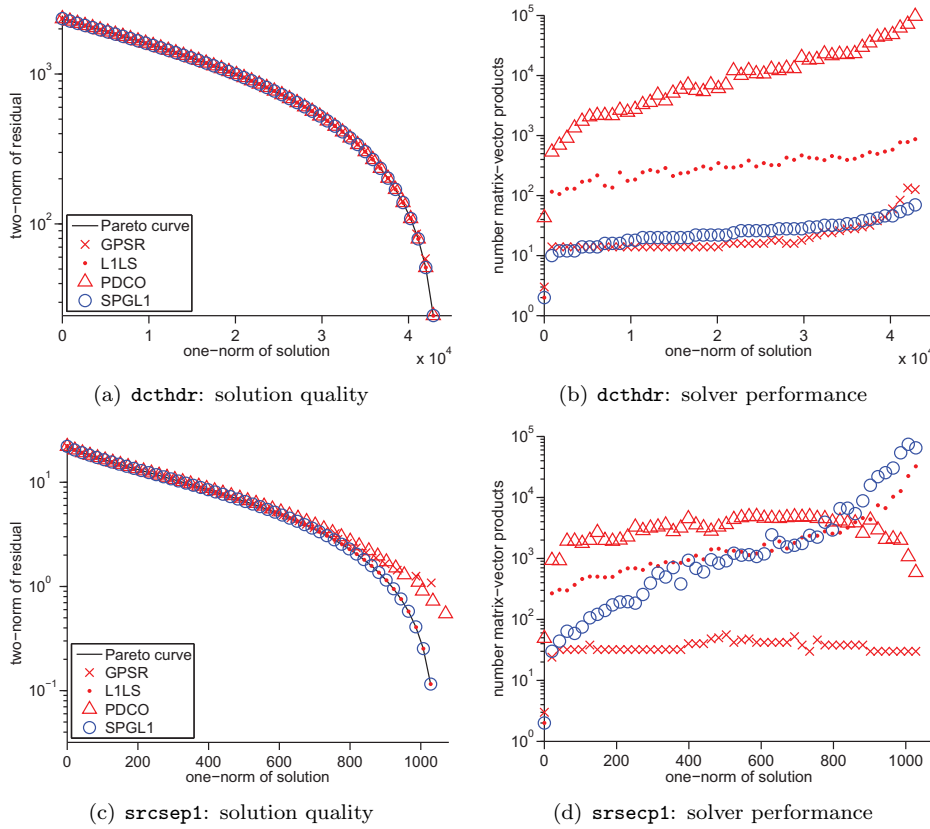 two-norm of residual
10^3
10^2
Pareto curve
GPSR
L1LS
PDCO
SPGL1
0 1 2 3 4
x 10^4
one-norm of solution
(a) dcthdr: solution quality
number matrix-vector products
10^5
10^4
10^3
10^2
10^1
10^0
0 1 2 3 4
x 10^4
one-norm of solution
(b) dcthdr: solver performance
two-norm of residual
10^1
10^0
10^-1
Pareto curve
GPSR
L1LS
PDCO
SPGL1
0 200 400 600 800 1000
one-norm of solution
(c) srcsep1: solution quality
number matrix-vector products
10^5
10^4
10^3
10^2
10^1
10^0
0 200 400 600 800 1000
one-norm of solution
(d) srsecp1: solver performance